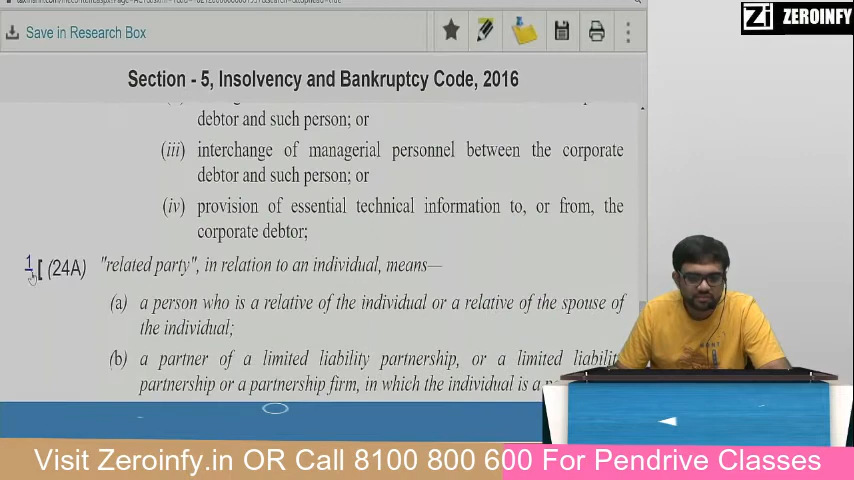 Zi ZEROINFY
Save in Research Box
Section - 5, Insolvency and Bankruptcy Code, 2016
debtor and such person; or
(iii) interchange of managerial personnel between the corporate
debtor and such person; or
(iv) provision of essential technical information to, or from, the
corporate debtor;
1[ (24A) "related party", in relation to an individual, means—
(a) a person who is a relative of the individual or a relative of the spouse of
the individual;
(b) a partner of a limited liability partnership, or a limited liability
partnership or a partnership firm, in which the individual is a
Visit Zeroinfy.in OR Call 8100 800 600 For Pendrive Classes